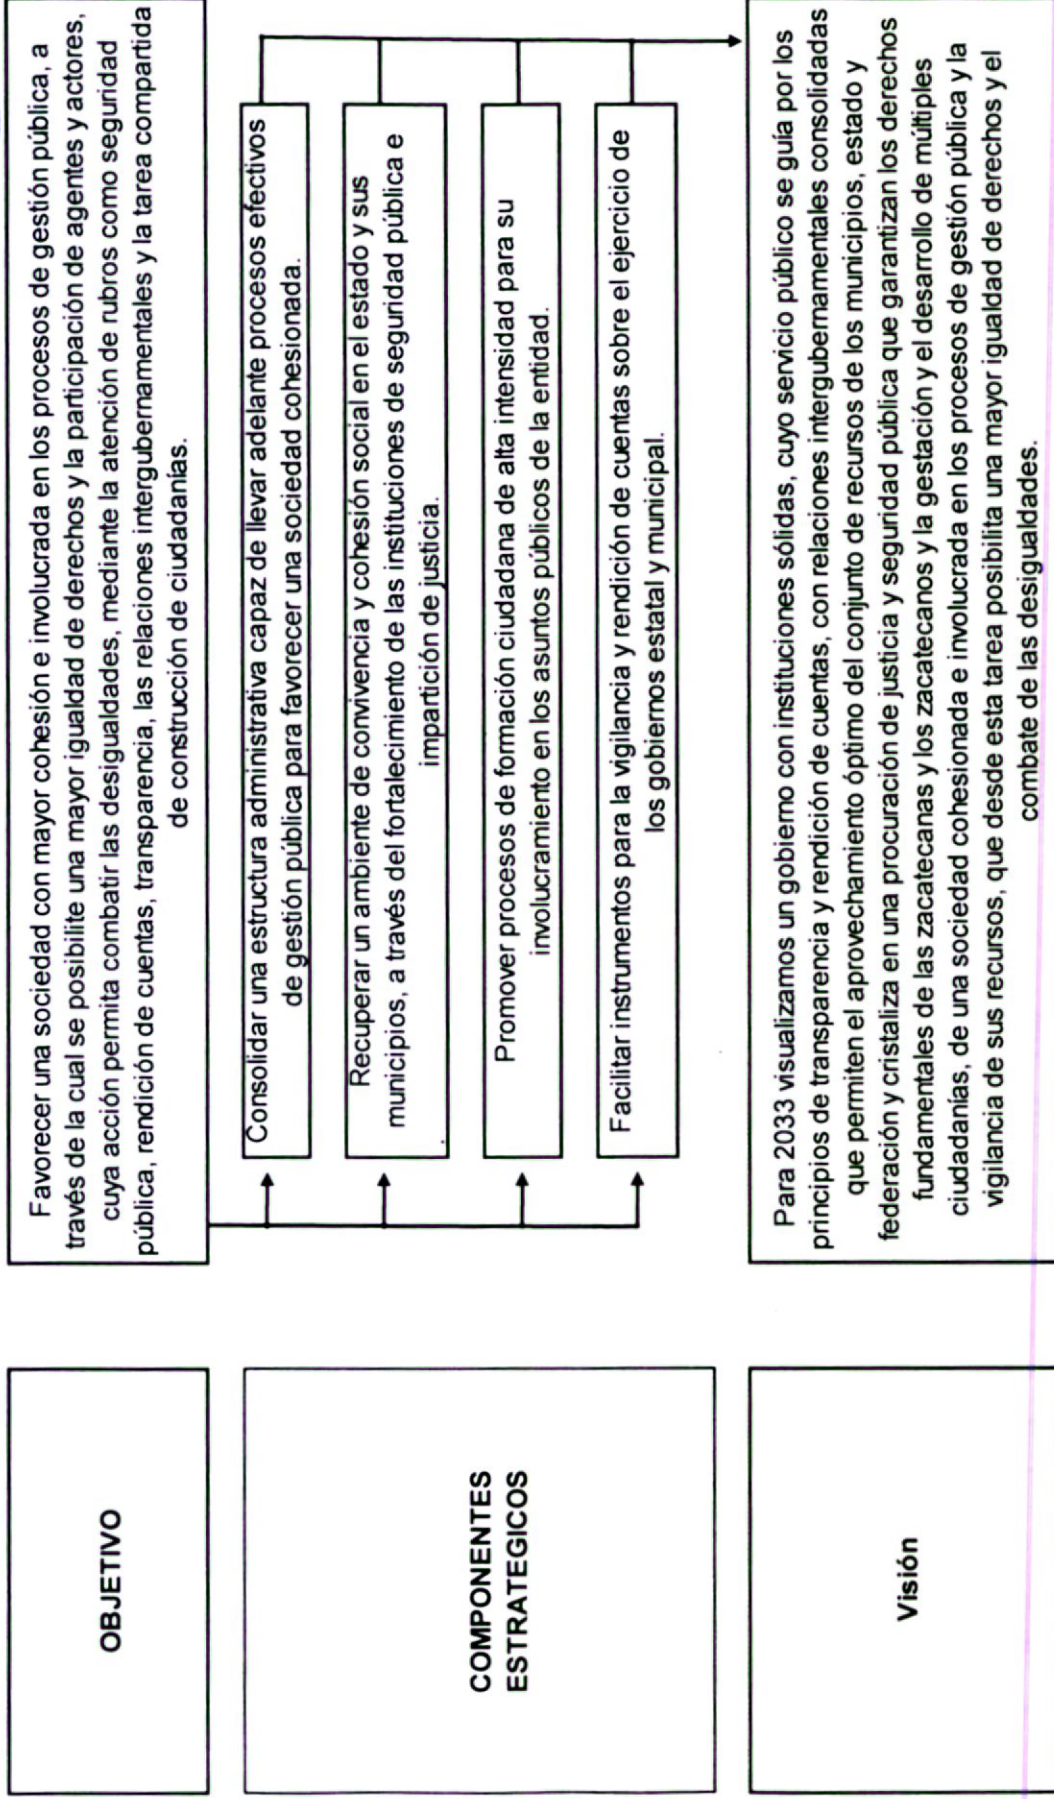 OBJETIVO
Favorecer una sociedad con mayor cohesión e involucrada en los procesos de gestión pública, a
través de la cual se posibilite una mayor igualdad de derechos y la participación de agentes y actores,
cuya acción permita combatir las desigualdades, mediante la atención de rubros como seguridad
pública, rendición de cuentas, transparencia, las relaciones intergubernamentales y la tarea compartida
de construcción de ciudadanías.
COMPONENTES
ESTRATEGICOS
Consolidar una estructura administrativa capaz de llevar adelante procesos efectivos
de gestión pública para favorecer una sociedad cohesionada.
Recuperar un ambiente de convivencia y cohesión social en el estado y sus
municipios, a través del fortalecimiento de las instituciones de seguridad pública e
impartición de justicia.
Promover procesos de formación ciudadana de alta intensidad para su
involucramiento en los asuntos públicos de la entidad.
Facilitar instrumentos para la vigilancia y rendición de cuentas sobre el ejercicio de
los gobiernos estatal y municipal.
Visión
Para 2033 visualizamos un gobierno con instituciones sólidas, cuyo servicio público se guía por los
principios de transparencia y rendición de cuentas, con relaciones intergubernamentales consolidadas
que permiten el aprovechamiento óptimo del conjunto de recursos de los municipios, estado y
federación y cristaliza en una procuración de justicia y seguridad pública que garantizan los derechos
fundamentales de las zacatecanas y los zacatecanos y la gestación y el desarrollo de múltiples
ciudadanías, de una sociedad cohesionada e involucrada en los procesos de gestión pública y la
vigilancia de sus recursos, que desde esta tarea posibilita una mayor igualdad de derechos y el
combate de las desigualdades.